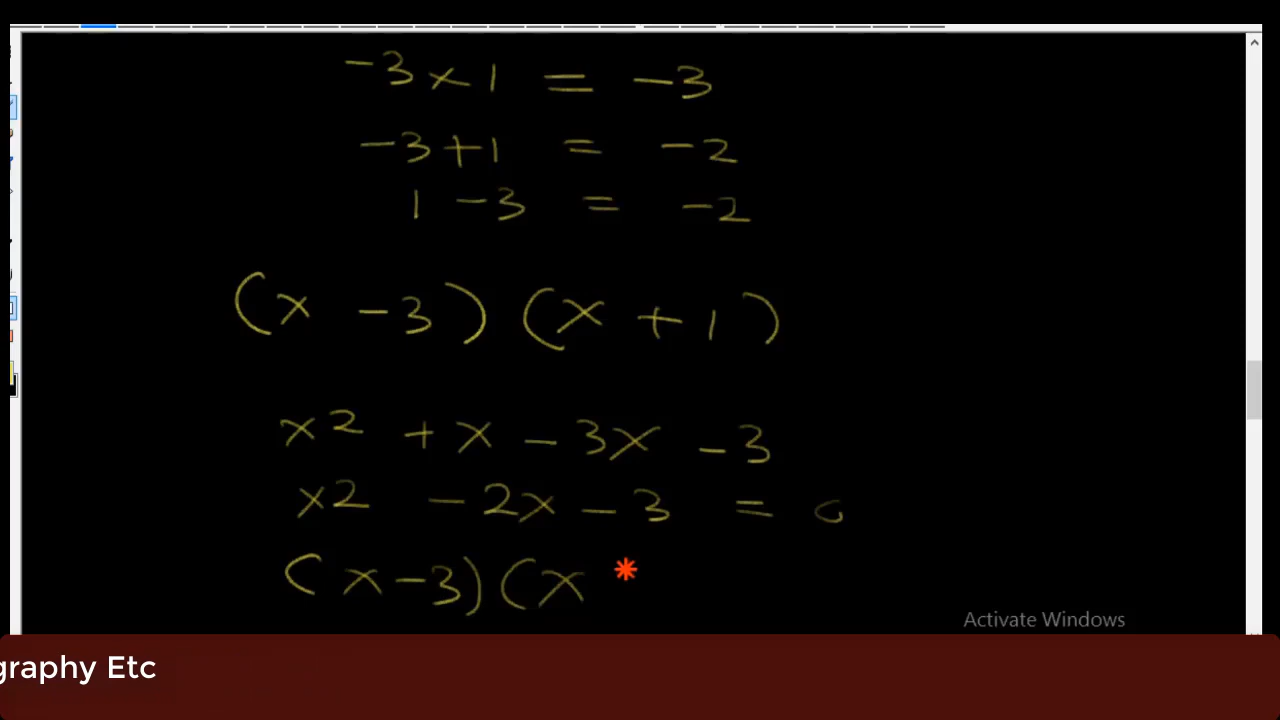 -3×1 = -3
-3+1 = -2
1 -3 = -2
(x -3) (x +1)
x² +x -3x -3
x2 -2x -3 = 0
(x-3)(x
Activate Windows
graphy Etc